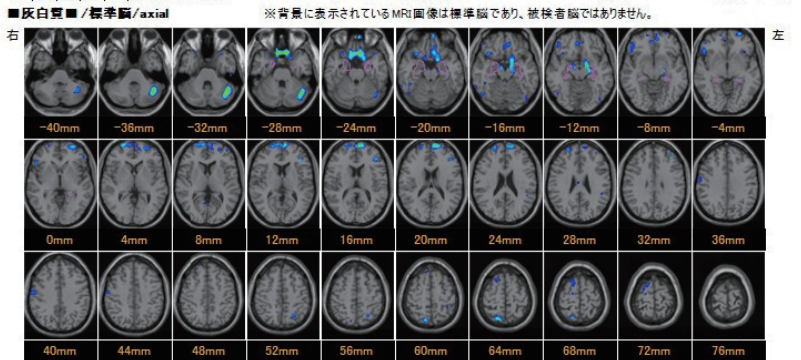 ■灰白質■ /標準脳/axial ※背景に表示されているMRI画像は標準脳であり、被検者脳ではありません。
右 左
-40mm -36mm -32mm -28mm -24mm -20mm -16mm -12mm -8mm -4mm
0mm 4mm 8mm 12mm 16mm 20mm 24mm 28mm 32mm 36mm
40mm 44mm 48mm 52mm 56mm 60mm 64mm 68mm 72mm 76mm